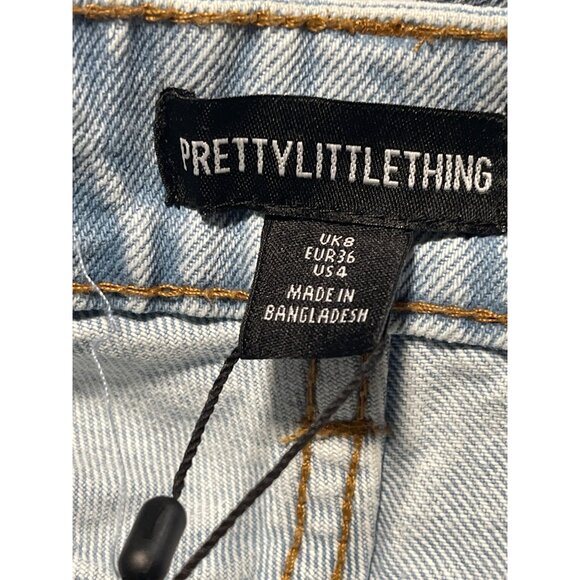 PRETTYLITTLETHING
UK8
EUR36
US4
MADE IN
BANGLADESH